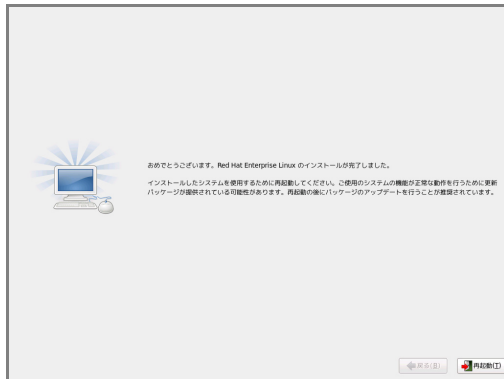 おめでとうございます。Red Hat Enterprise Linux のインストールが完了しました。
インストールしたシステムを使用するために再起動してください。ご使用のシステムの機能が正常な動作を行うために更新
パッケージが提供されている可能性があります。再起動の後にパッケージのアップデートを行うことが推奨されています。
戻る(B)
再起動(T)